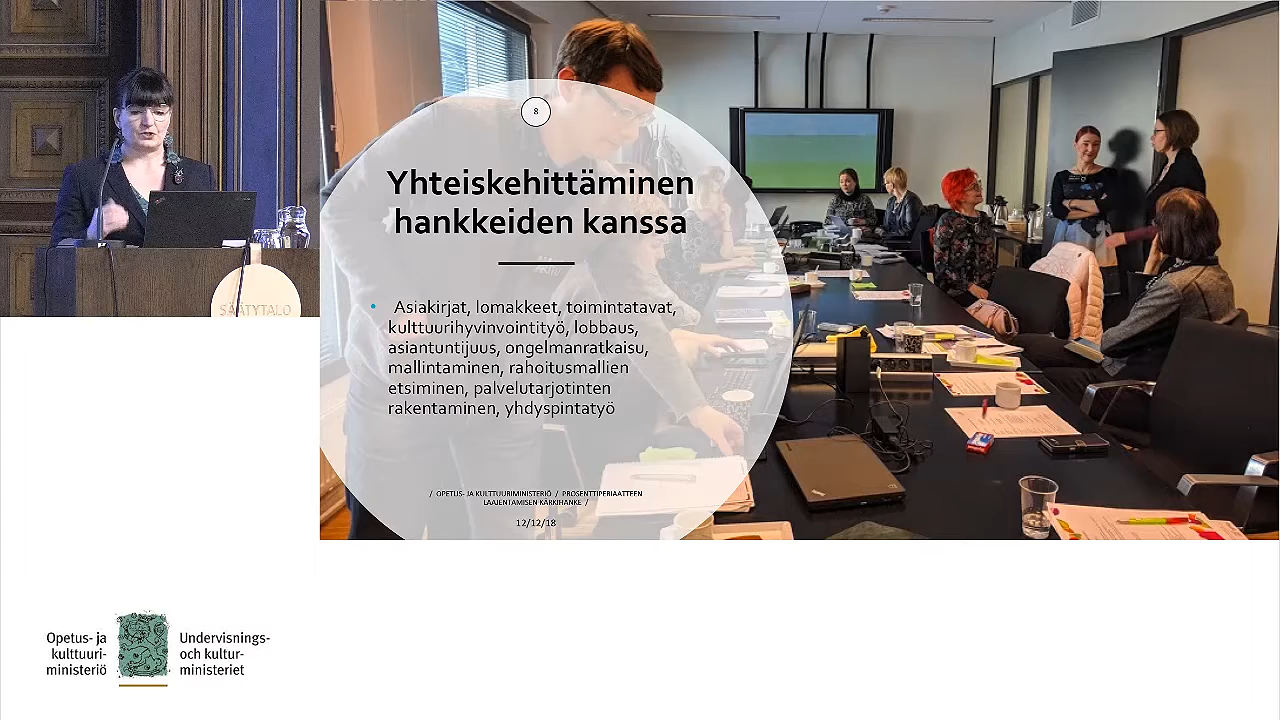 8
Yhteiskehittäminen
hankkeiden kanssa
• Asiakirjat, lomakkeet, toimintatavat,
kulttuurihyvinvointityö, lobbaus,
asiantuntijuus, ongelmanratkaisu,
mallintaminen, rahoitusmallien
etsiminen, palvelutarjotinten
rakentaminen, yhdyspintatyö
/ OPETUS- JA KULTTUURIMINISTERIÖ / PROSENTTIPERIAATTEEN
LAAJENTAMISEN KÄRKIHANKE /
12/12/18
SÄÄTYTALO
Opetus- ja
kulttuuri-
ministeriö
Undervisnings-
och kultur-
ministeriet